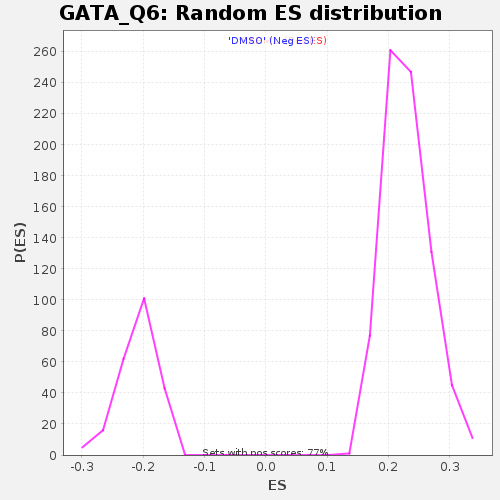 GATA_Q6: Random ES distribution
'DMSO' (Neg ES)
ES)
P(ES)
260
240
220
200
180
160
140
120
100
80
60
40
20
0
Sets with pos scores: 77%
-0.3 -0.2 -0.1 0.0 0.1 0.2 0.3
ES